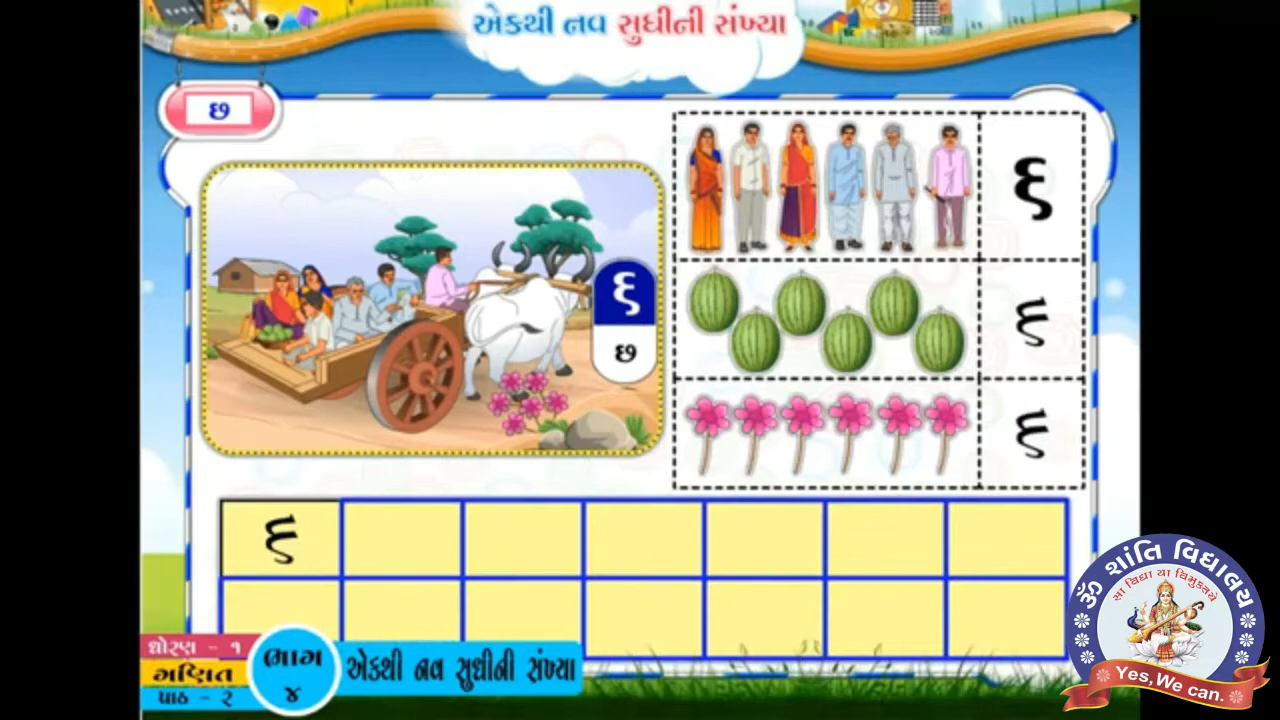 એકથી નવ સુધીની સંખ્યા
છ
૬
૬
છ
૬
૬
૬
ધોરણ - ૧
ગણિત
પાઠ - ૨
ભાગ
૪
એકથી નવ સુધીની સંખ્યા
ૐ શાંતિ વિદ્યાલય
સા વિદ્યા યા વિમુક્તયે
Yes, We can.